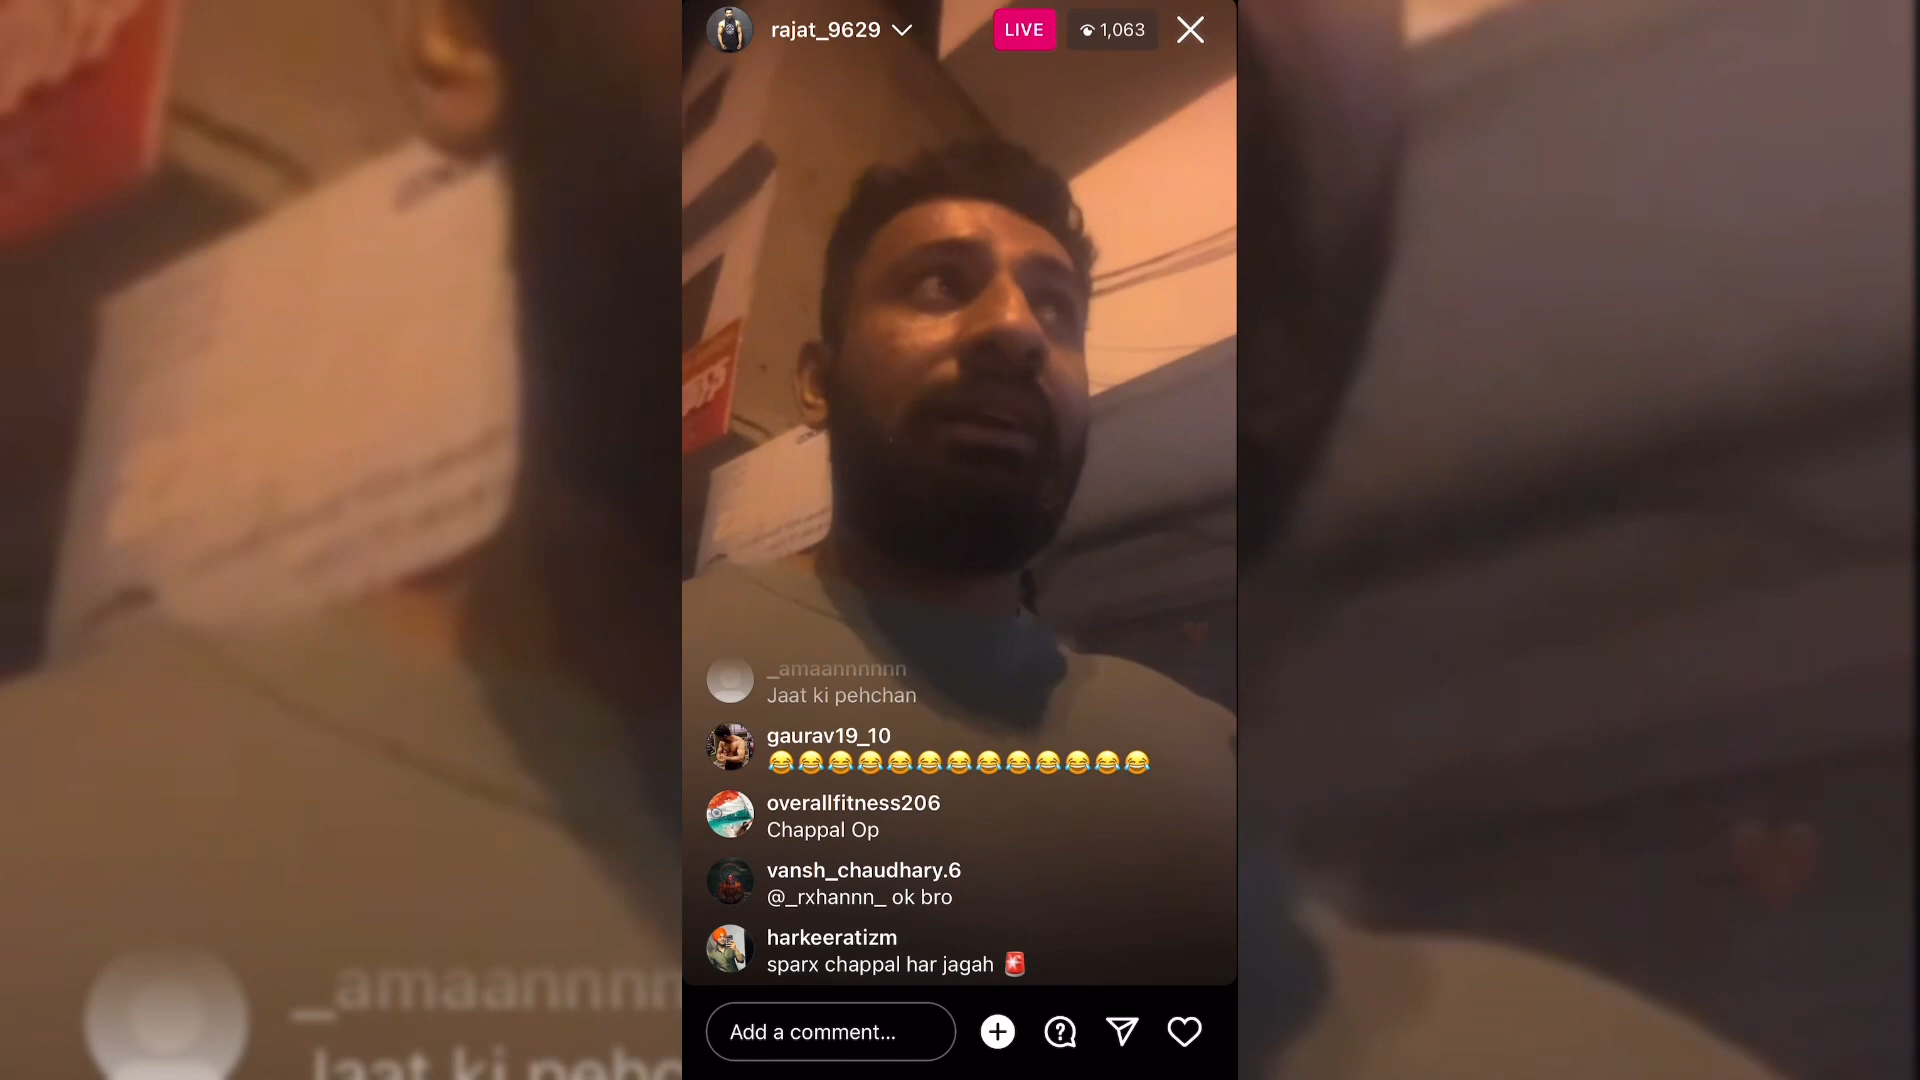 rajat_9629
LIVE
1,063
_amaannnnnn
Jaat ki pehchan
gaurav19_10
😂😂😂😂😂😂😂😂😂😂😂😂😂
overallfitness206
Chappal Op
vansh_chaudhary.6
@_rxhannn_ ok bro
harkeeratizm
sparx chappal har jagah 🚨
Add a comment...